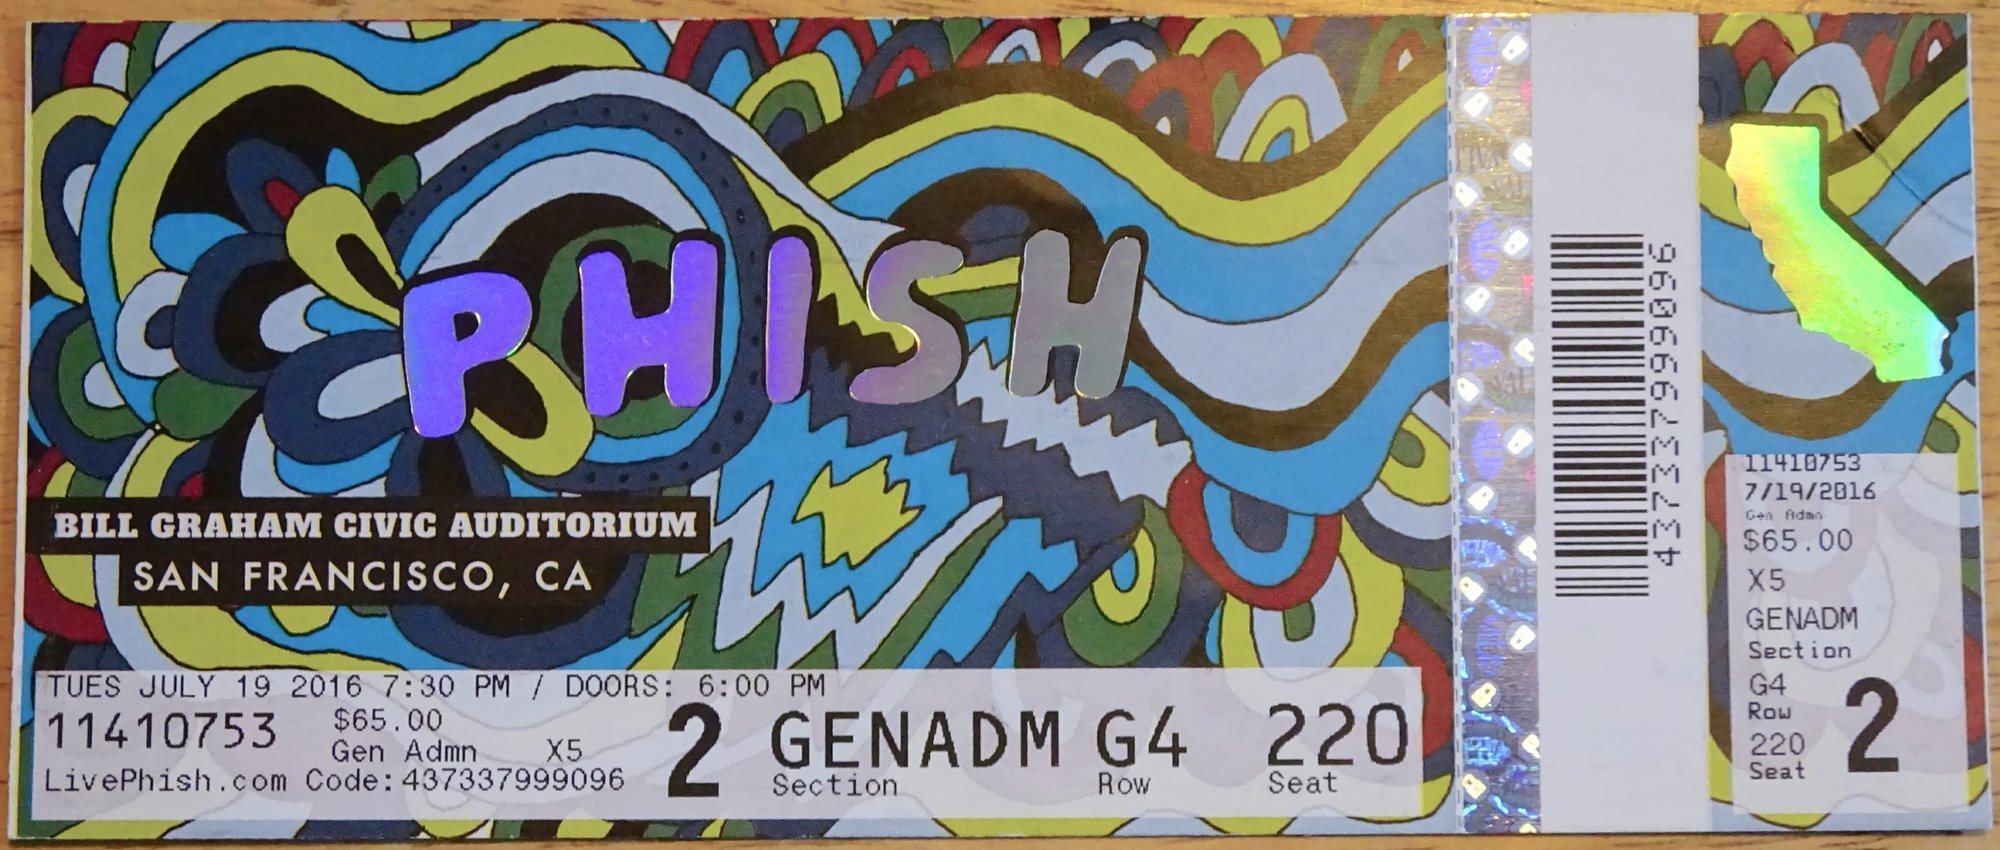 PHISH
BILL GRAHAM CIVIC AUDITORIUM
SAN FRANCISCO, CA
TUES JULY 19 2016 7:30 PM / DOORS: 6:00 PM
11410753
$65.00
Gen Admn X5
LivePhish.com Code:437337999096
2
GENADM G4 220
Section Row Seat
437337999096
11410753
7/19/2016
Gen Admn
$65.00
X5
GENADM
Section
G4
Row
220
Seat
2